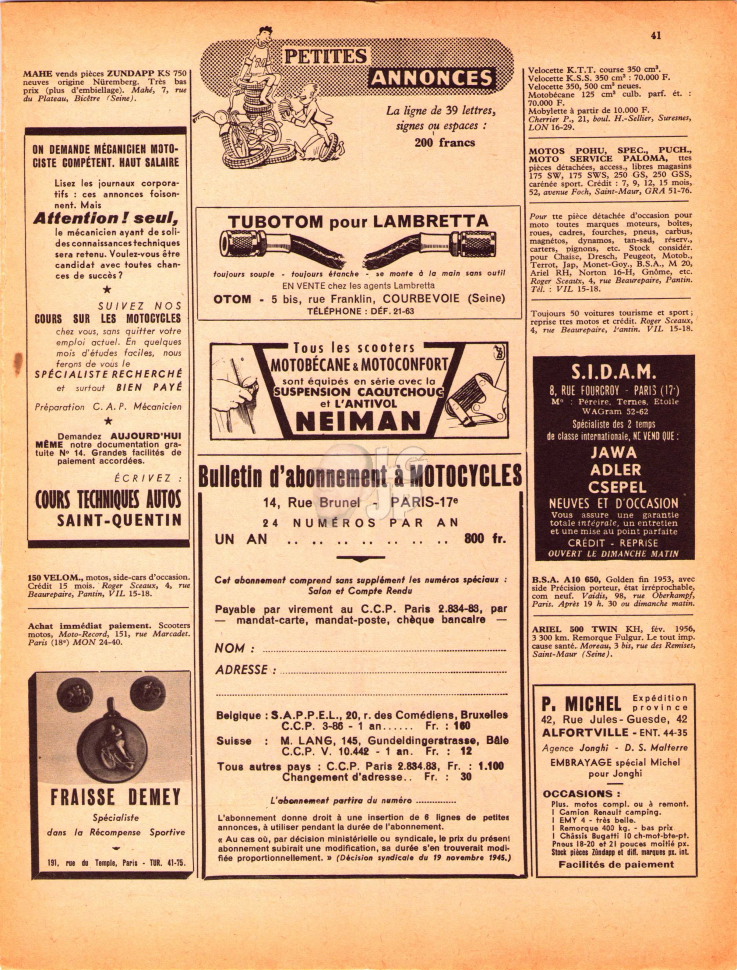 41
MAHE vends pièces ZUNDAPP KS 750
neuves origine Nüremberg. Très bas
prix (plus d'embiellage). Mahé, 7, rue
du Plateau, Bicêtre (Seine).
ON DEMANDE MÉCANICIEN MOTO-
CISTE COMPÉTENT. HAUT SALAIRE
Lisez les journaux corpora-
tifs : ces annonces foison-
nent. Mais
Attention! seul,
le mécanicien ayant de soli-
des connaissances techniques
sera retenu. Voulez-vous être
candidat avec toutes chan-
ces de succès ?
SUIVEZ NOS
COURS SUR LES MOTOCYCLES
chez vous, sans quitter votre
emploi actuel. En quelques
mois d'études faciles, nous
ferons de vous le
SPÉCIALISTE RECHERCHÉ
et surtout BIEN PAYÉ
Préparation C. A. P. Mécanicien
Demandez AUJOURD'HUI
MÊME notre documentation gra-
tuite No 14. Grandes facilités de
paiement accordées.
ÉCRIVEZ :
COURS TECHNIQUES AUTOS
SAINT-QUENTIN
150 VELOM., motos, side-cars d'occasion.
Crédit 15 mois. Roger Sceaux, 4, rue
Beaurepaire, Pantin, VIL 15-18.
Achat immédiat paiement. Scooters
motos, Moto-Record, 151, rue Marcadet.
Paris (18e) MON 24-40.
FRAISSE DEMEY
Spécialiste
dans la Récompense Sportive
191, rue du Temple, Paris - TUR. 41-75.
PETITES
ANNONCES
La ligne de 39 lettres,
signes ou espaces :
200 francs
TUBOTOM pour LAMBRETTA
toujours souple - toujours étanche - se monte à la main sans outil
EN VENTE chez les agents Lambretta
OTOM - 5 bis, rue Franklin, COURBEVOIE (Seine)
TÉLÉPHONE : DÉF. 21-63
Tous les scooters
MOTOBÉCANE & MOTOCONFORT
sont équipés en série avec la
SUSPENSION CAOUTCHOUC
et L'ANTIVOL
NEIMAN
Bulletin d'abonnement à MOTOCYCLES
14, Rue Brunel - PARIS-17e
24 NUMÉROS PAR AN
UN AN .. .. .. .. .. .. .. 800 fr.
Cet abonnement comprend sans supplément les numéros spéciaux :
Salon et Compte Rendu
Payable par virement au C.C.P. Paris 2.834-83, par
— mandat-carte, mandat-poste, chèque bancaire —
NOM :
ADRESSE :
Belgique : S.A.P.P.E.L., 20, r. des Comédiens, Bruxelles
C.C.P. 3-86 - 1 an...... Fr. : 160
Suisse : M. LANG, 145, Gundeldingerstrasse, Bâle
C.C.P. V. 10.442 - 1 an. Fr. : 12
Tous autres pays : C.C.P. Paris 2.834.83, Fr. : 1.100
Changement d'adresse.. Fr. : 30
L'abonnement partira du numéro ..............
L'abonnement donne droit à une insertion de 6 lignes de petites
annonces, à utiliser pendant la durée de l'abonnement.
« Au cas où, par décision ministérielle ou syndicale, le prix du présent
abonnement subirait une modification, sa durée s'en trouverait modi-
fiée proportionnellement. » (Décision syndicale du 19 novembre 1945.)
Velocette K.T.T. course 350 cm3.
Velocette K.S.S. 350 cm3 : 70.000 F.
Velocette 350, 500 cm3 neuves.
Motobécane 125 cm3 culb. parf. ét. :
70.000 F.
Mobylette à partir de 10.000 F.
Cherrier P., 21, boul. H.-Sellier, Suresnes,
LON 16-29.
MOTOS POHU, SPEC., PUCH.,
MOTO SERVICE PALOMA, ttes
pièces détachées, access., libres magasins
175 SW, 175 SWS, 250 GS, 250 GSS,
carénée sport. Crédit : 7, 9, 12, 15 mois,
52, avenue Foch, Saint-Maur, GRA 51-76.
Pour tte pièce détachée d'occasion pour
moto toutes marques moteurs, boîtes,
roues, cadres, fourches, pneus, carbus,
magnétos, dynamos, tan-sad, réserv.,
carters, pignons, etc. Stock considér.
pour Chaise, Dresch, Peugeot, Motob.,
Terrot, Jap, Monet-Goy., B.S.A., M 20,
Ariel RH, Norton 16-H, Gnôme, etc.
Roger Sceaux, 4, rue Beaurepaire, Pantin.
Tél. : VIL 15-18.
Toujours 50 voitures tourisme et sport ;
reprise ttes motos et crédit. Roger Sceaux,
4, rue Beaurepaire, Pantin. VIL 15-18.
S.I.D.A.M.
8, RUE FOURCROY - PARIS (17e)
Mo : Pereire, Ternes, Etoile
WAGram 52-62
Spécialiste des 2 temps
de classe internationale, NE VEND QUE :
JAWA
ADLER
CSEPEL
NEUVES ET D'OCCASION
Vous assure une garantie
totale intégrale, un entretien
et une mise au point parfaite
CRÉDIT - REPRISE
OUVERT LE DIMANCHE MATIN
B.S.A. A10 650, Golden fin 1953, avec
side Précision porteur, état irréprochable,
com neuf. Vaidis, 98, rue Oberkampf,
Paris. Après 19 h. 30 ou dimanche matin.
ARIEL 500 TWIN KH, fév. 1956,
3 300 km. Remorque Fulgur. Le tout imp.
cause santé. Moreau, 3 bis, rue des Remises,
Saint-Maur (Seine).
P. MICHEL Expédition
province
42, Rue Jules-Guesde, 42
ALFORTVILLE - ENT. 44-35
Agence Jonghi - D. S. Malterre
EMBRAYAGE spécial Michel
pour Jonghi
OCCASIONS :
Plus. motos compl. ou à remont.
1 Camion Renault camping.
1 EMY 4 - très belle.
1 Remorque 400 kg. - bas prix
1 Châssis Bugatti 10 ch-mot-bte-pt.
Pneus 18-20 et 21 pouces moitié px.
Stock pièces Zündapp et diff. marques px. int.
Facilités de paiement